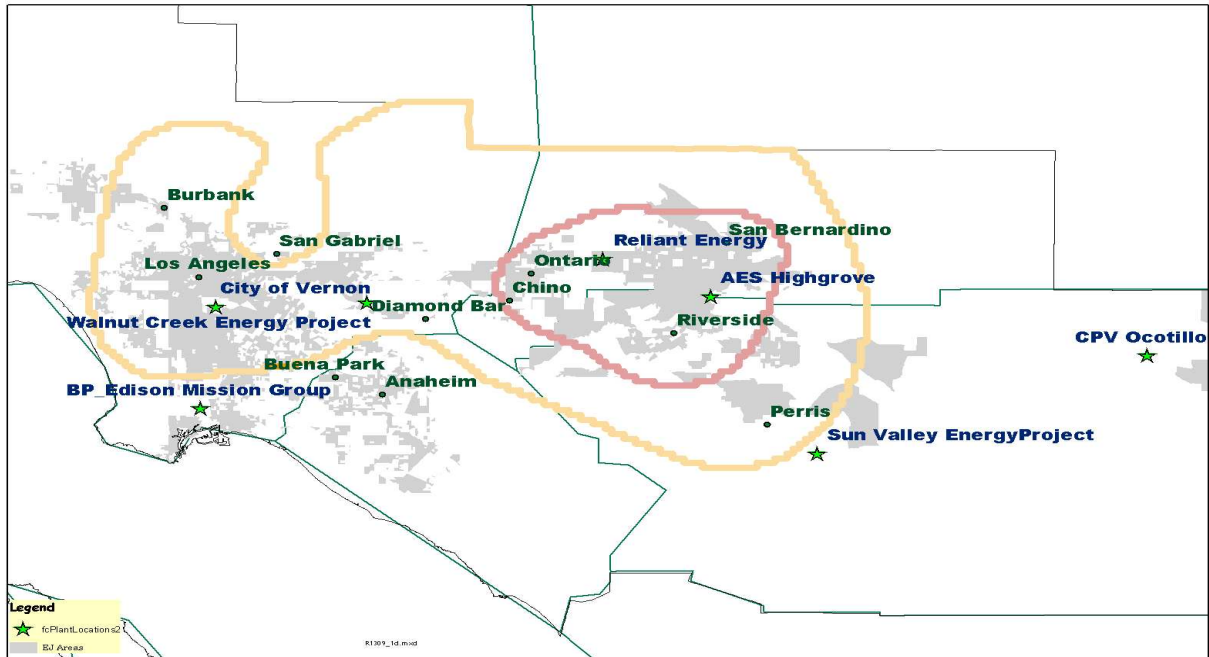 Burbank
San Gabriel
San Bernardino
Reliant Energy
Los Angeles
Ontario
AES Highgrove
City of Vernon
Chino
Diamond Bar
Walnut Creek Energy Project
Riverside
CPV Ocotillo
Buena Park
BP_Edison Mission Group
Anaheim
Perris
Sun Valley EnergyProject
Legend
fcPlantLocations2
EJ Areas
R1309_1d.mxd